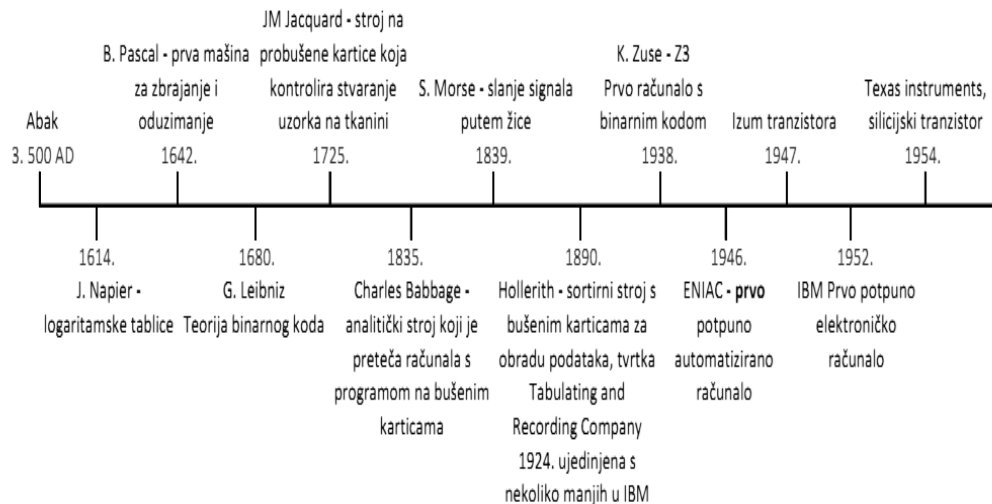 Abak
3. 500 AD
B. Pascal - prva mašina
za zbrajanje i
oduzimanje
1642.
JM Jacquard - stroj na
probušene kartice koja
kontrolira stvaranje
uzorka na tkanini
1725.
S. Morse - slanje signala
putem žice
1839.
K. Zuse - Z3
Prvo računalo s
binarnim kodom
1938.
Izum tranzistora
1947.
Texas instruments,
silicijski tranzistor
1954.
1614.
J. Napier -
logaritamske tablice
1680.
G. Leibniz
Teorija binarnog koda
1835.
Charles Babbage -
analitički stroj koji je
preteča računala s
programom na bušenim
karticama
1890.
Hollerith - sortirni stroj s
bušenim karticama za
obradu podataka, tvrtka
Tabulating and
Recording Company
1924. ujedinjena s
nekoliko manjih u IBM
1946.
ENIAC - prvo
potpuno
automatizirano
računalo
1952.
IBM Prvo potpuno
elektroničko
računalo